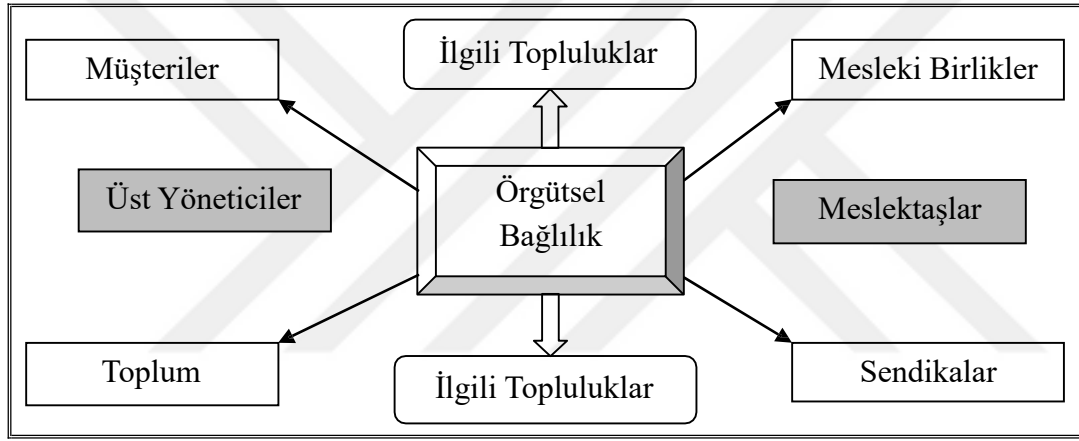 İlgili Topluluklar
Müşteriler
Mesleki Birlikler
Üst Yöneticiler
Örgütsel
Bağlılık
Meslektaşlar
Toplum
İlgili Topluluklar
Sendikalar